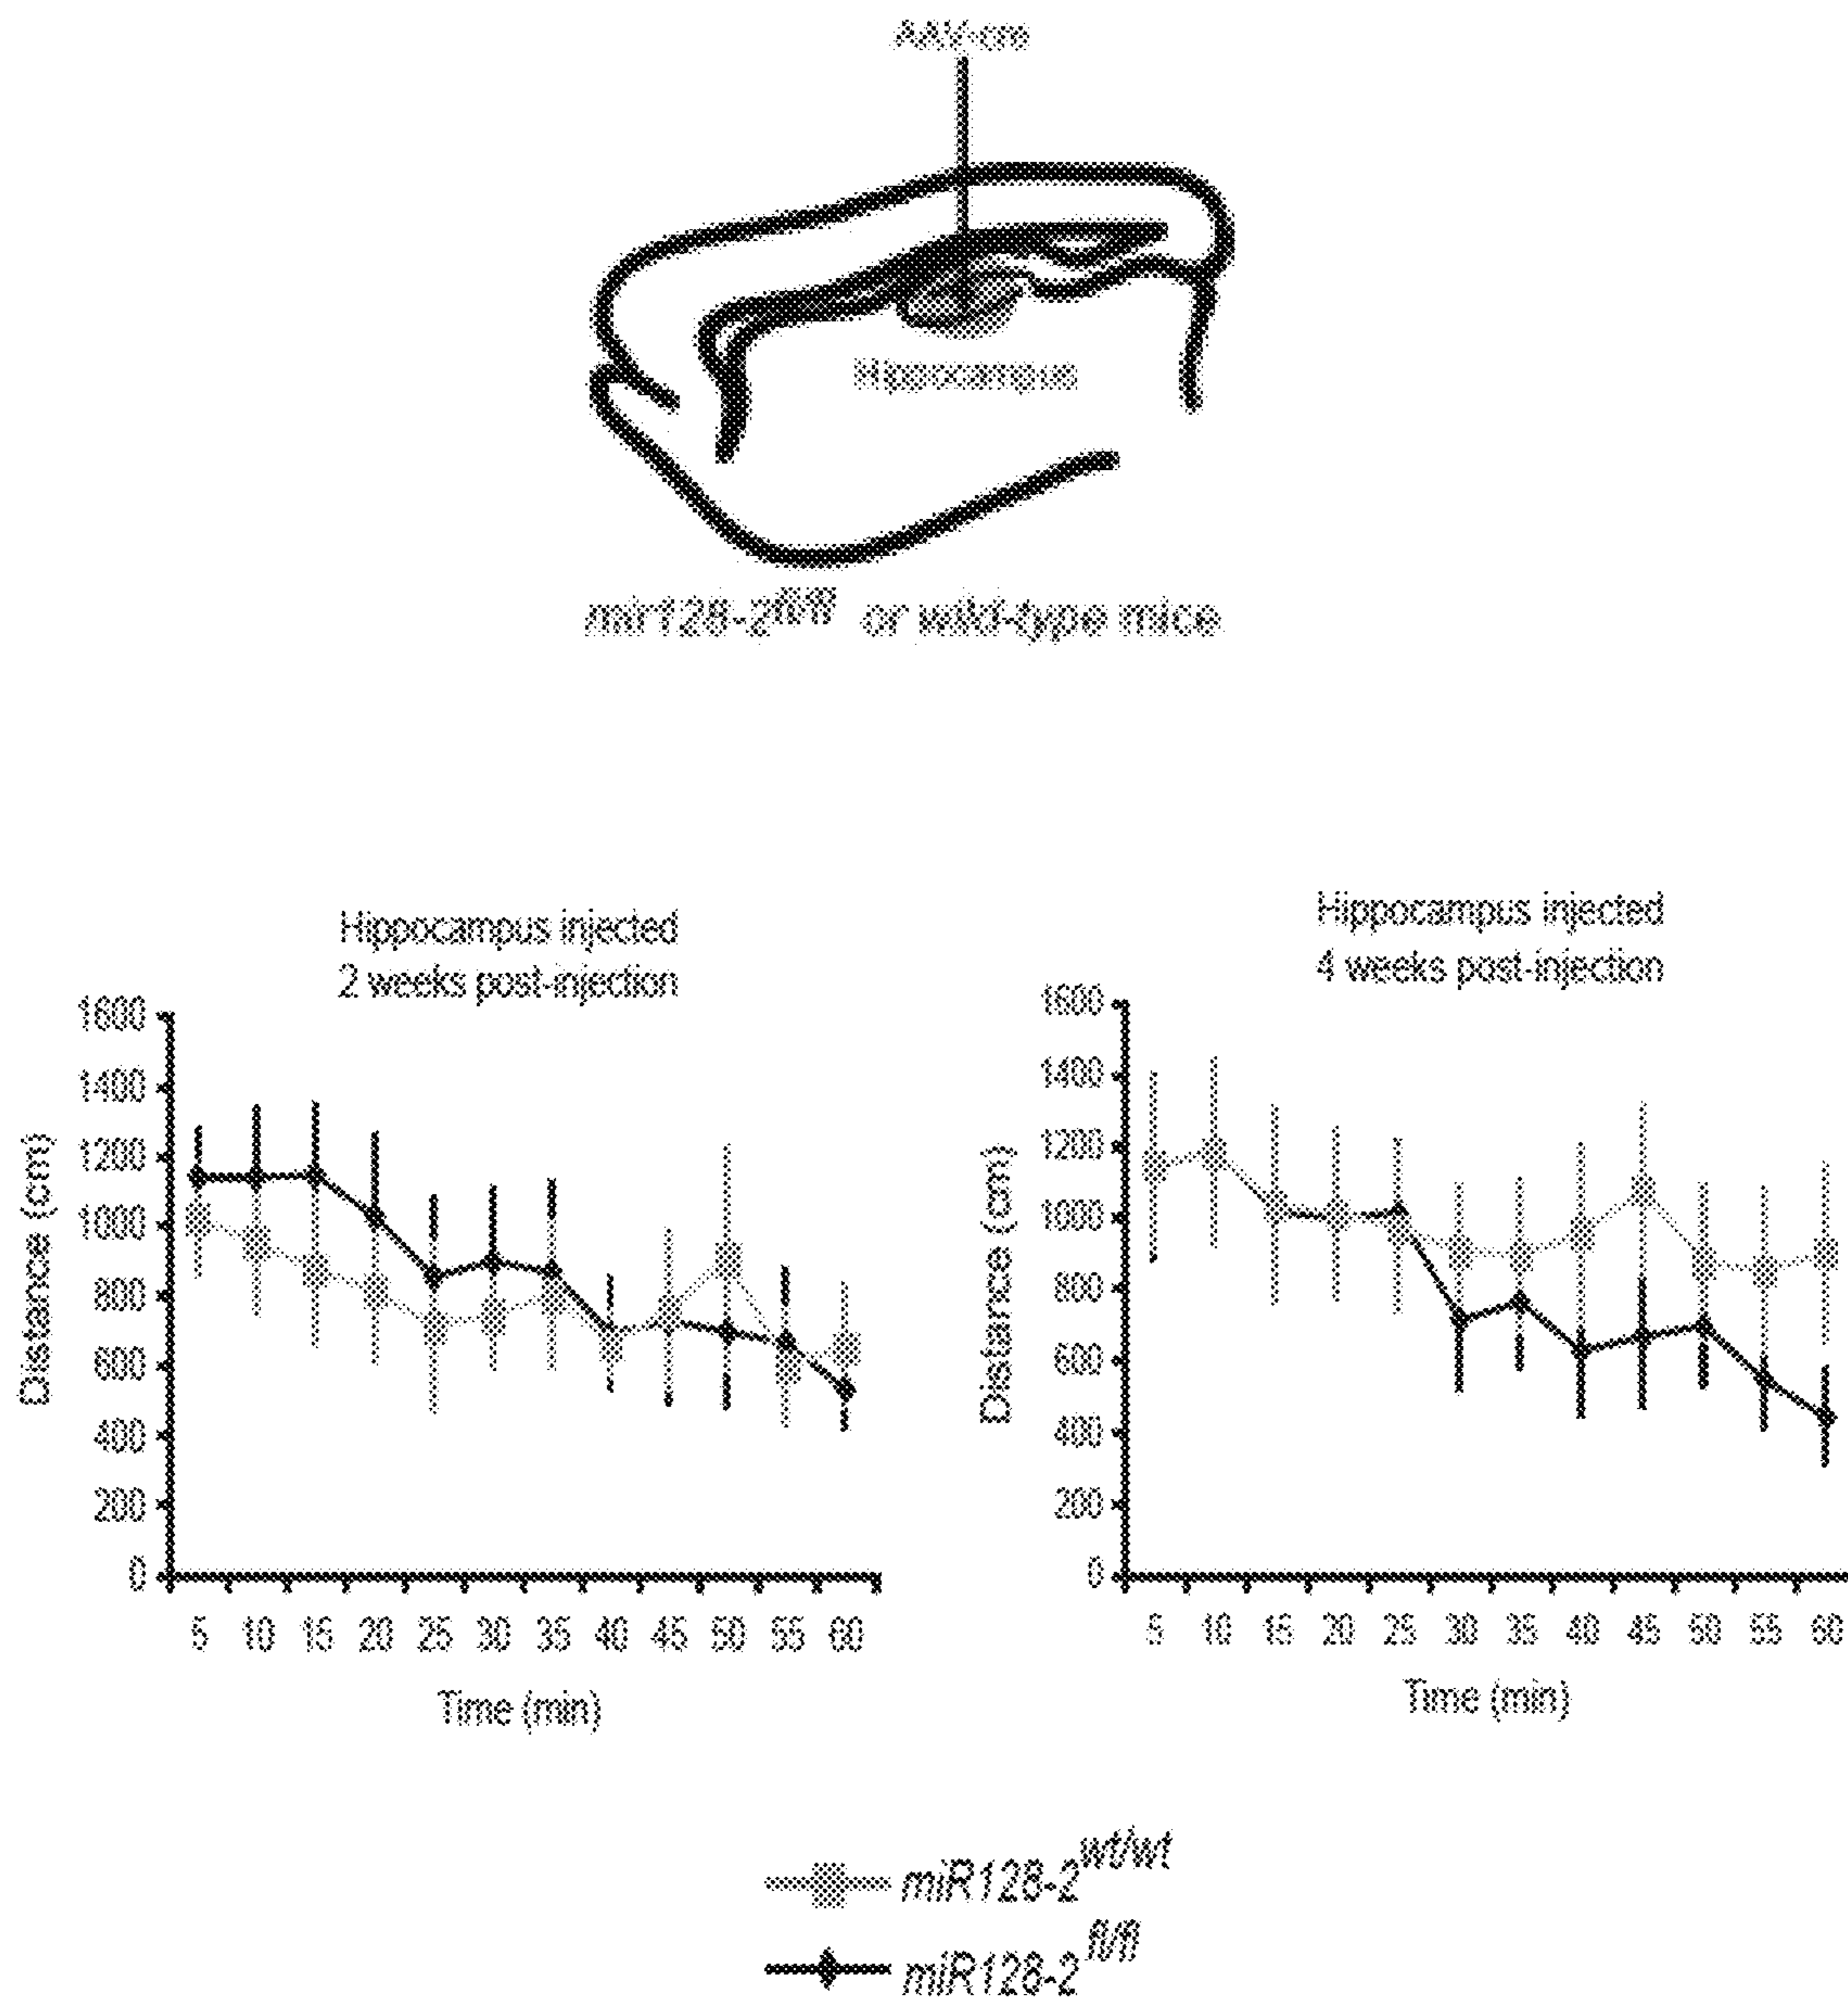 AAV-cre
Hippocampus
mir128-2fl/fl or wild-type mice
Hippocampus injected
2 weeks post-injection
1600
1400
1200
1000
800
600
400
200
0
Distance (cm)
5 10 15 20 25 30 35 40 45 50 55 60
Time (min)
Hippocampus injected
4 weeks post-injection
1600
1400
1200
1000
800
600
400
200
0
Distance (cm)
5 10 15 20 25 30 35 40 45 50 55 60
Time (min)
miR128-2wt/wt
miR128-2fl/fl